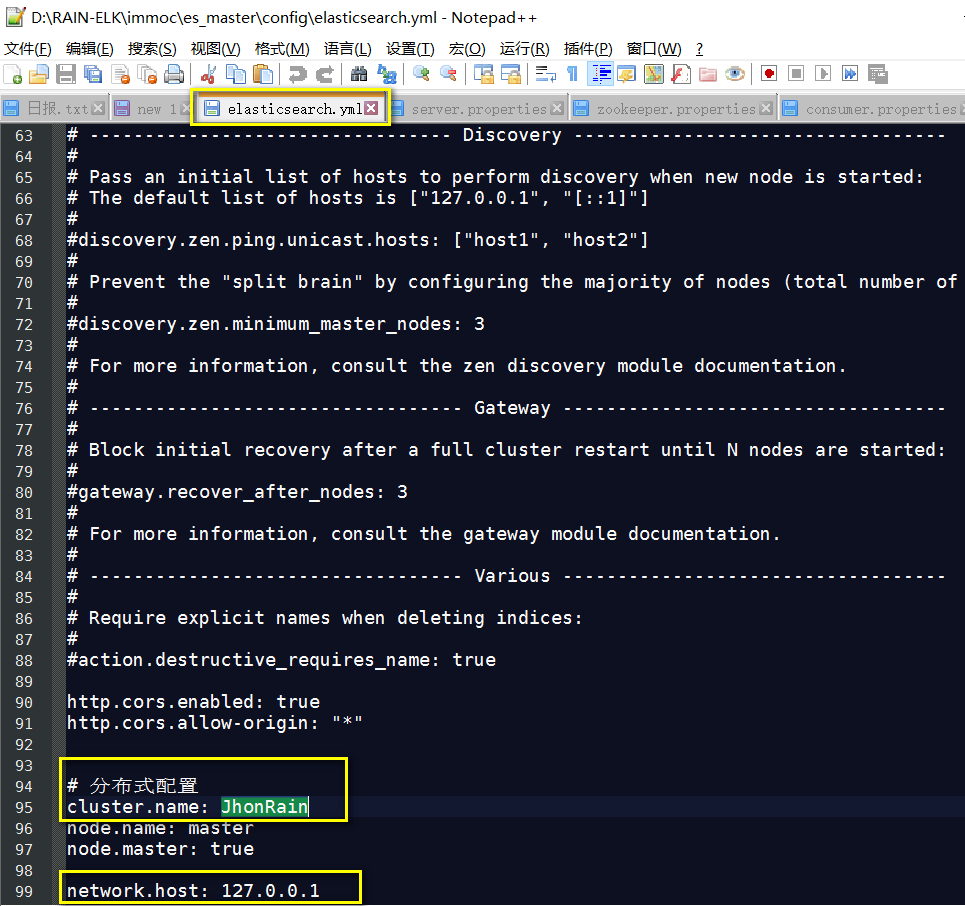 D:\RAIN-ELK\immoc\es_master\config\elasticsearch.yml - Notepad++
文件(F) 编辑(E) 搜索(S) 视图(V) 格式(M) 语言(L) 设置(T) 宏(O) 运行(R) 插件(P) 窗口(W) ?
日报.txt new 1 elasticsearch.yml server.properties zookeeper.properties consumer.properties
63 # --------------------------------- Discovery ----------------------------------
64 #
65 # Pass an initial list of hosts to perform discovery when new node is started:
66 # The default list of hosts is ["127.0.0.1", "[::1]"]
67 #
68 #discovery.zen.ping.unicast.hosts: ["host1", "host2"]
69 #
70 # Prevent the "split brain" by configuring the majority of nodes (total number of
71 #
72 #discovery.zen.minimum_master_nodes: 3
73 #
74 # For more information, consult the zen discovery module documentation.
75 #
76 # ---------------------------------- Gateway -----------------------------------
77 #
78 # Block initial recovery after a full cluster restart until N nodes are started:
79 #
80 #gateway.recover_after_nodes: 3
81 #
82 # For more information, consult the gateway module documentation.
83 #
84 # ---------------------------------- Various -----------------------------------
85 #
86 # Require explicit names when deleting indices:
87 #
88 #action.destructive_requires_name: true
89
90 http.cors.enabled: true
91 http.cors.allow-origin: "*"
92
93
94 # 分布式配置
95 cluster.name: JhonRain
96 node.name: master
97 node.master: true
98
99 network.host: 127.0.0.1